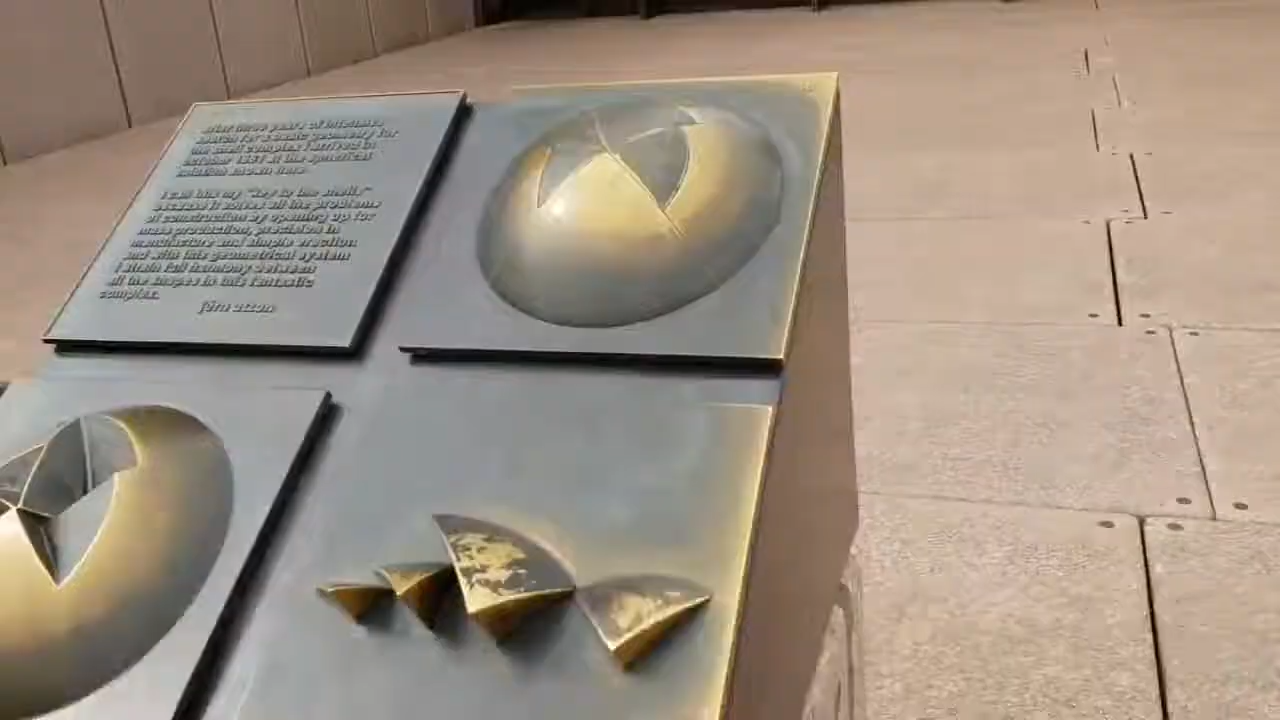 After three years of intensive
search for a basic geometry for
the shell complex I arrived in
october 1961 at the spherical
solution shown here.
I call this my "key to the shells"
because it solves all the problems
of construction by opening up for
mass production, precision in
manufacture and simple erection
and with this geometrical system
I attain full harmony between
all the shapes in this fantastic
complex.
jørn utzon